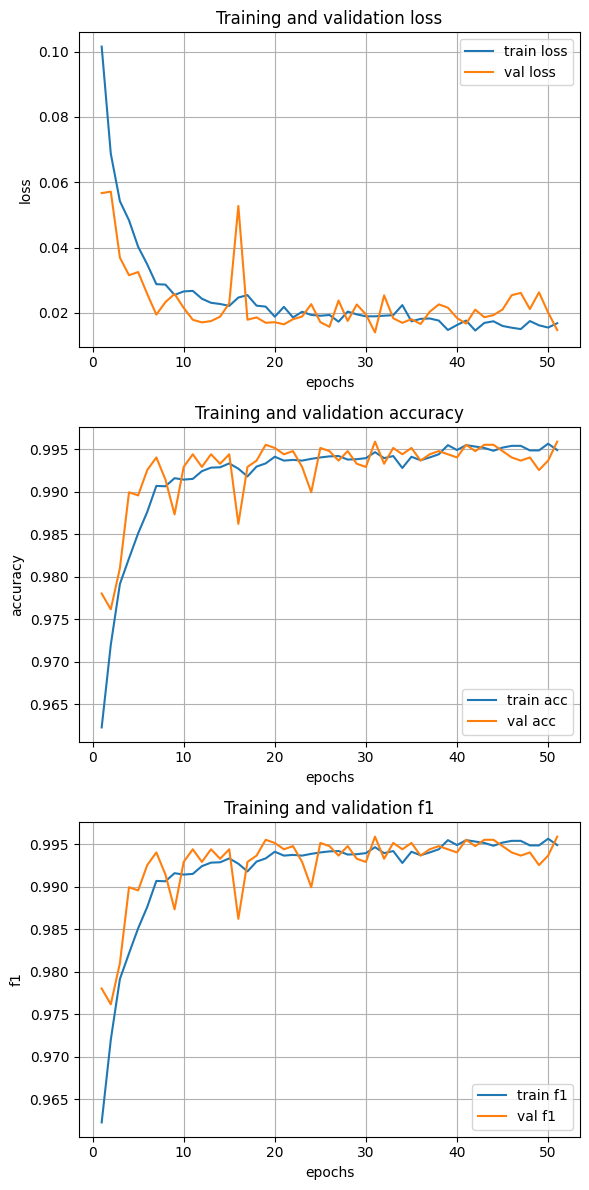 Training and validation loss
0.10
0.08
0.06
0.04
0.02
loss
train loss
val loss
0 10 20 30 40 50
epochs
Training and validation accuracy
0.995
0.990
0.985
0.980
0.975
0.970
0.965
accuracy
train acc
val acc
0 10 20 30 40 50
epochs
Training and validation f1
0.995
0.990
0.985
0.980
0.975
0.970
0.965
f1
train f1
val f1
0 10 20 30 40 50
epochs